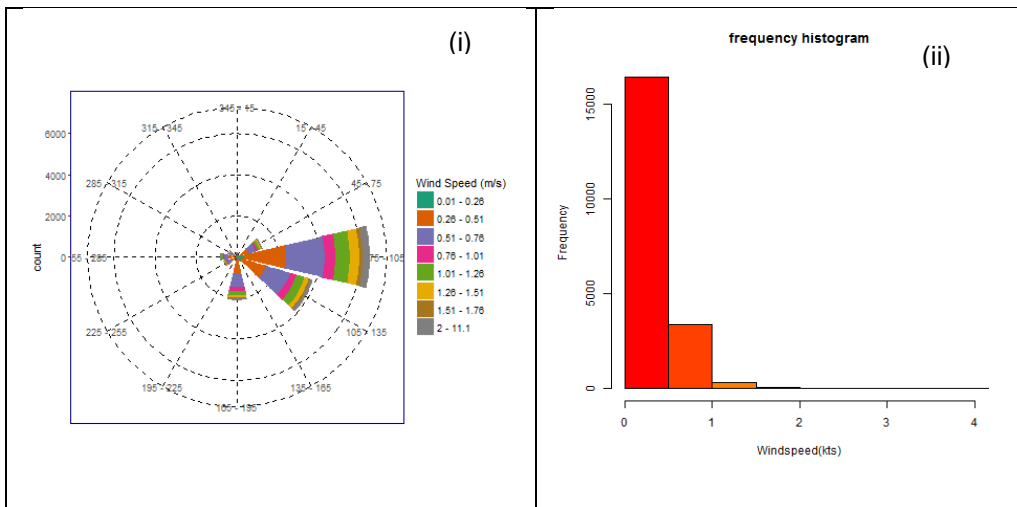 (i)
345 - 15
315 - 345
15 - 45
285 - 315
45 - 75
75 - 105
225 - 255
105 - 135
195 - 225
135 - 165
165 - 195
6000
4000
2000
0
count
Wind Speed (m/s)
0.01 - 0.26
0.26 - 0.51
0.51 - 0.76
0.76 - 1.01
1.01 - 1.26
1.26 - 1.51
1.51 - 1.76
2 - 11.1
frequency histogram
(ii)
15000
10000
5000
0
Frequency
0 1 2 3 4
Windspeed(kts)